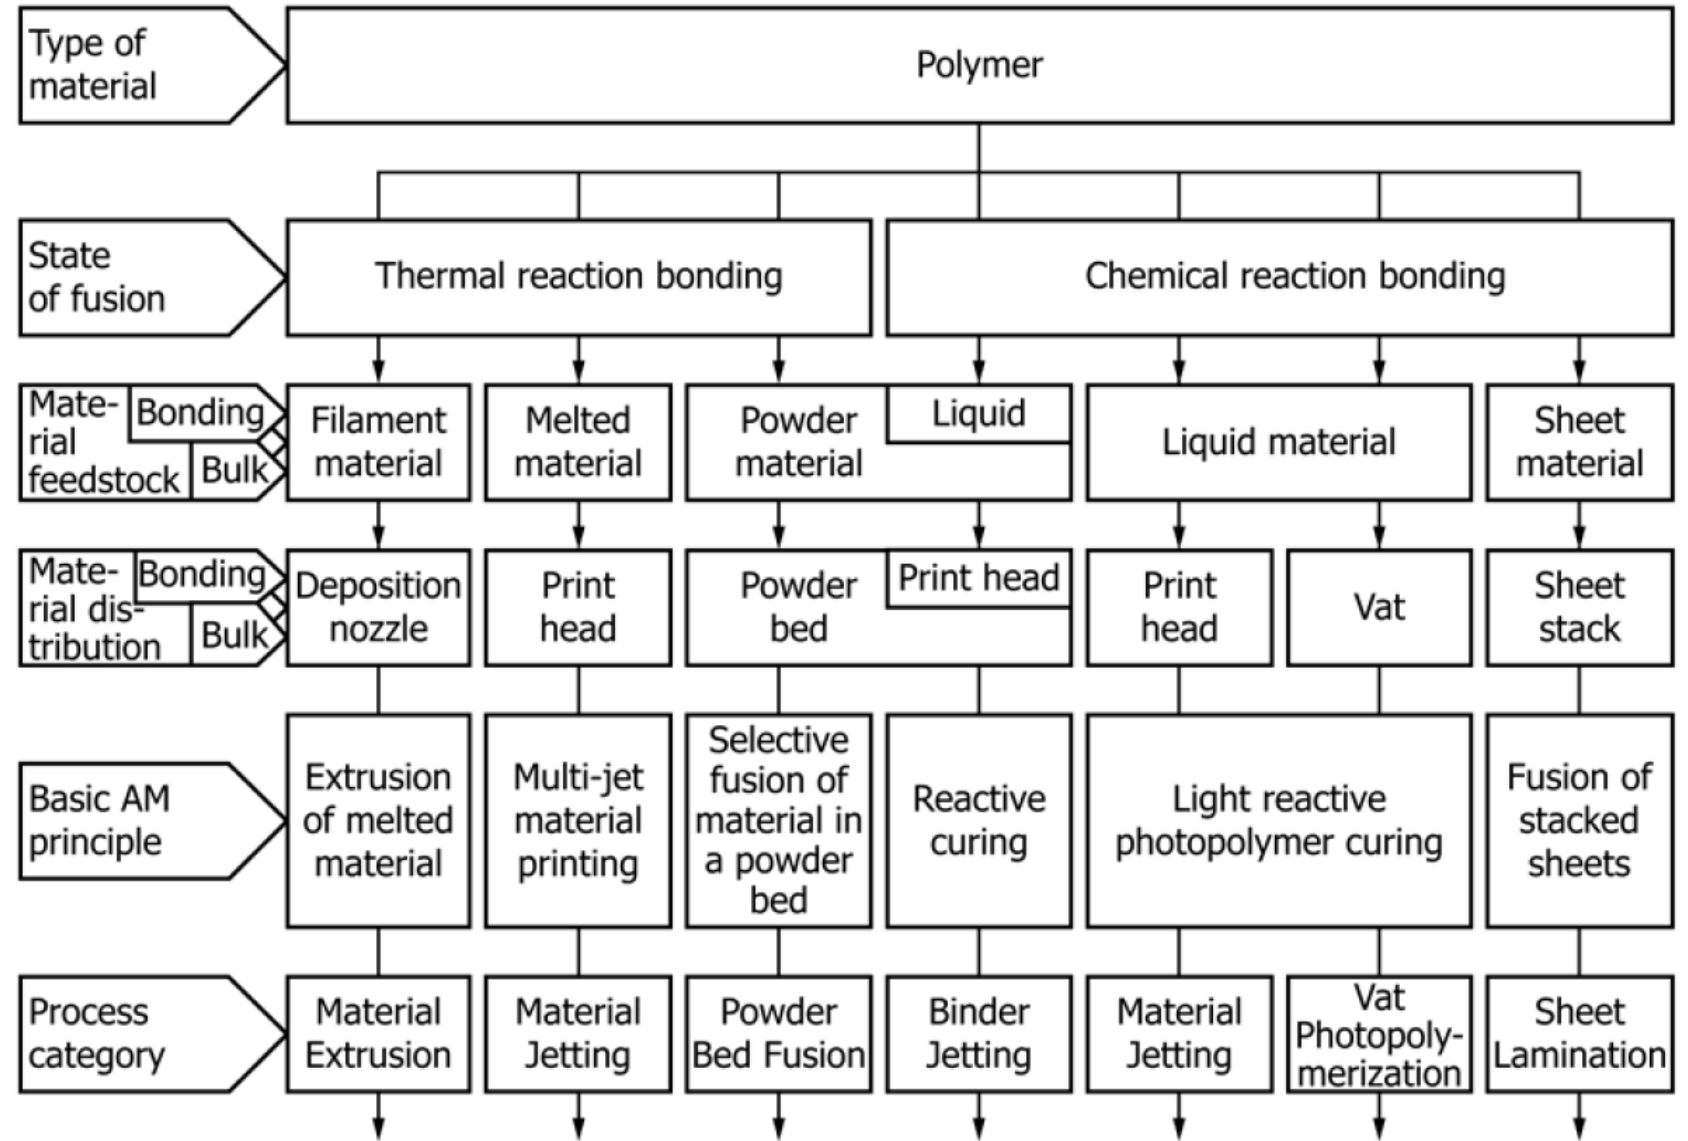 Type of
material
Polymer
State
of fusion
Thermal reaction bonding
Chemical reaction bonding
Mate-
rial
feedstock
Bonding
Bulk
Filament
material
Melted
material
Powder
material
Liquid
Liquid material
Sheet
material
Mate-
rial dis-
tribution
Bonding
Bulk
Deposition
nozzle
Print
head
Powder
bed
Print head
Print
head
Vat
Sheet
stack
Basic AM
principle
Extrusion
of melted
material
Multi-jet
material
printing
Selective
fusion of
material in
a powder
bed
Reactive
curing
Light reactive
photopolymer curing
Fusion of
stacked
sheets
Process
category
Material
Extrusion
Material
Jetting
Powder
Bed Fusion
Binder
Jetting
Material
Jetting
Vat
Photopoly-
merization
Sheet
Lamination